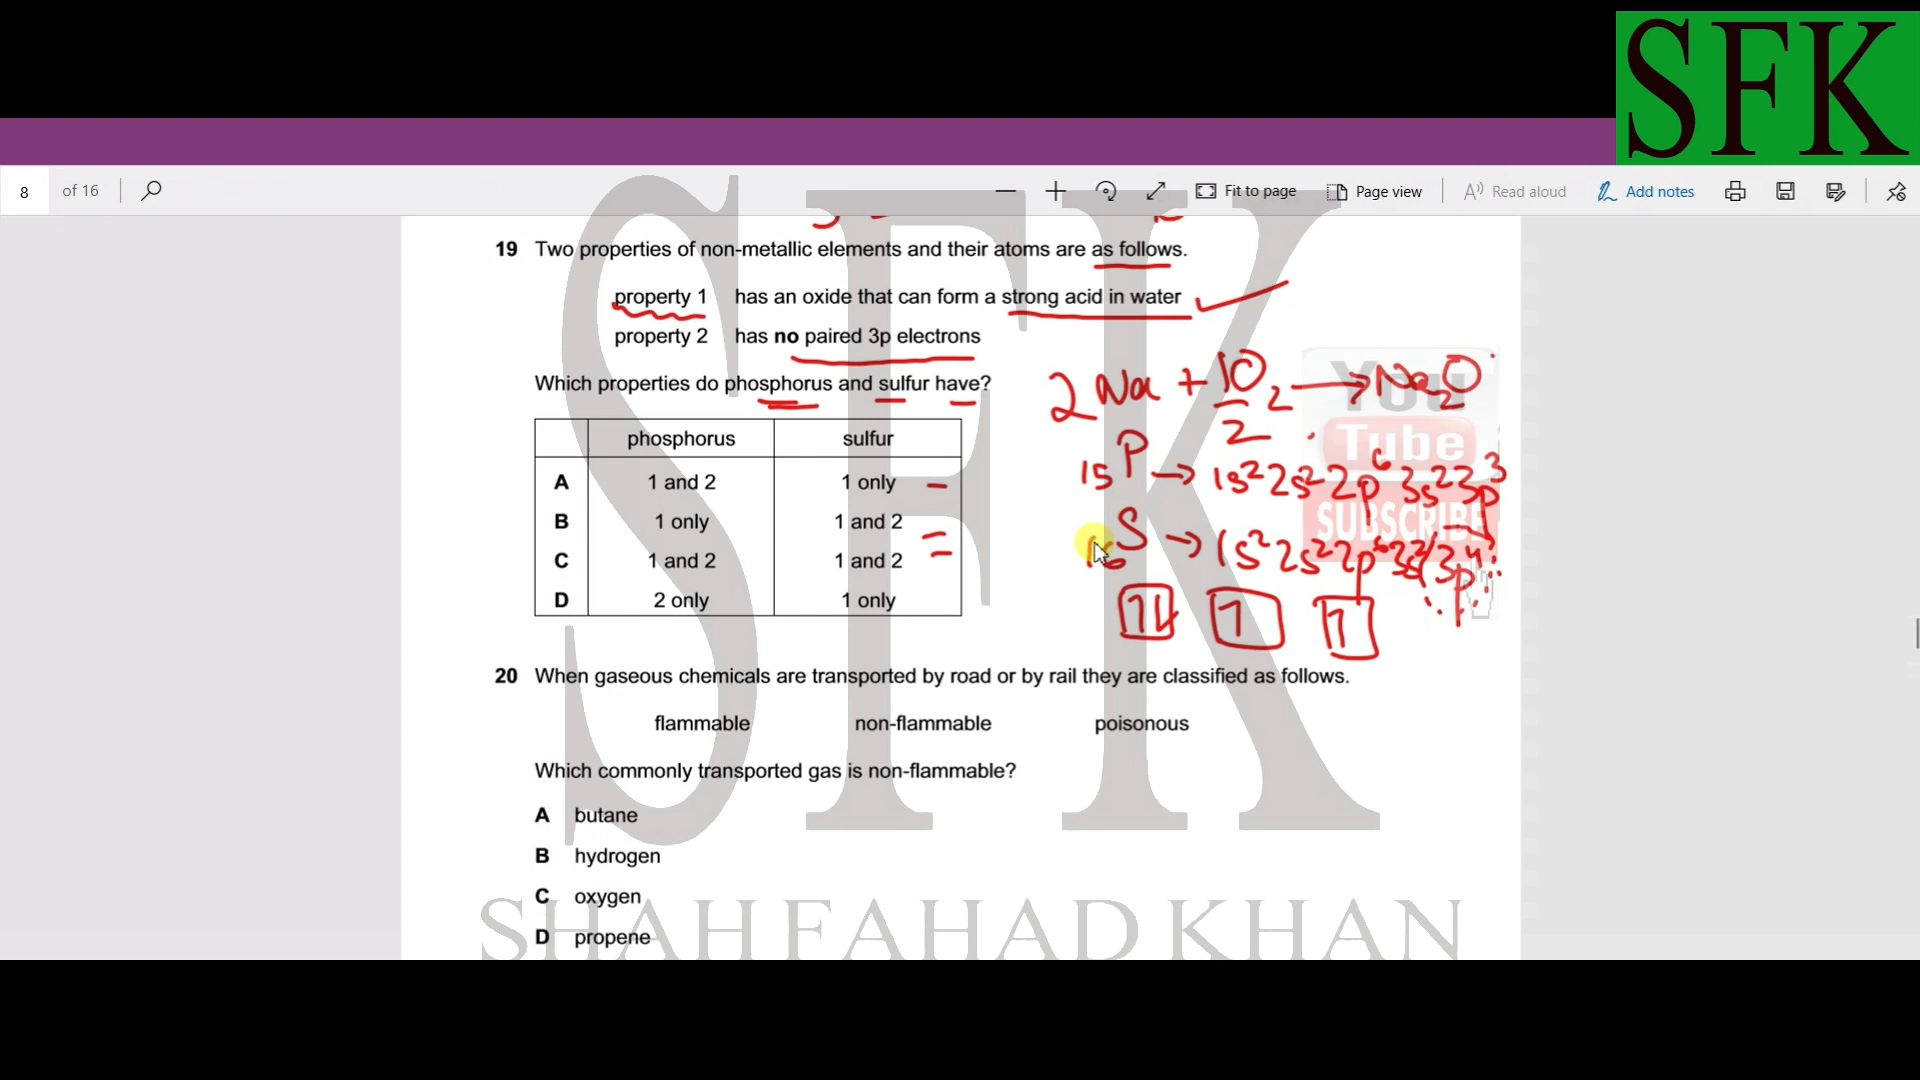 SFK
8 of 16 Fit to page Page view Read aloud Add notes
19 Two properties of non-metallic elements and their atoms are as follows.
property 1 has an oxide that can form a strong acid in water
property 2 has no paired 3p electrons
Which properties do phosphorus and sulfur have?
phosphorus sulfur
A 1 and 2 1 only
B 1 only 1 and 2
C 1 and 2 1 and 2
D 2 only 1 only
2Na + 1O2/2 → Na2O
15P → 1s² 2s² 2p⁶ 3s² 3p³
16S → 1s² 2s² 2p⁶ 3s² 3p⁴
You
Tube
SUBSCRIBE
20 When gaseous chemicals are transported by road or by rail they are classified as follows.
flammable non-flammable poisonous
Which commonly transported gas is non-flammable?
A butane
B hydrogen
C oxygen
D propene
SFK
SHAH FAHAD KHAN